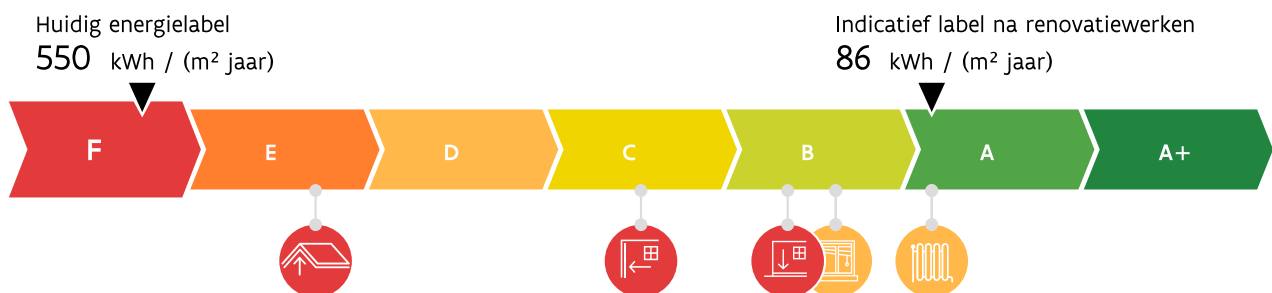 Huidig energielabel
550 kWh / (m² jaar)
Indicatief label na renovatiewerken
86 kWh / (m² jaar)
F E D C B A A+